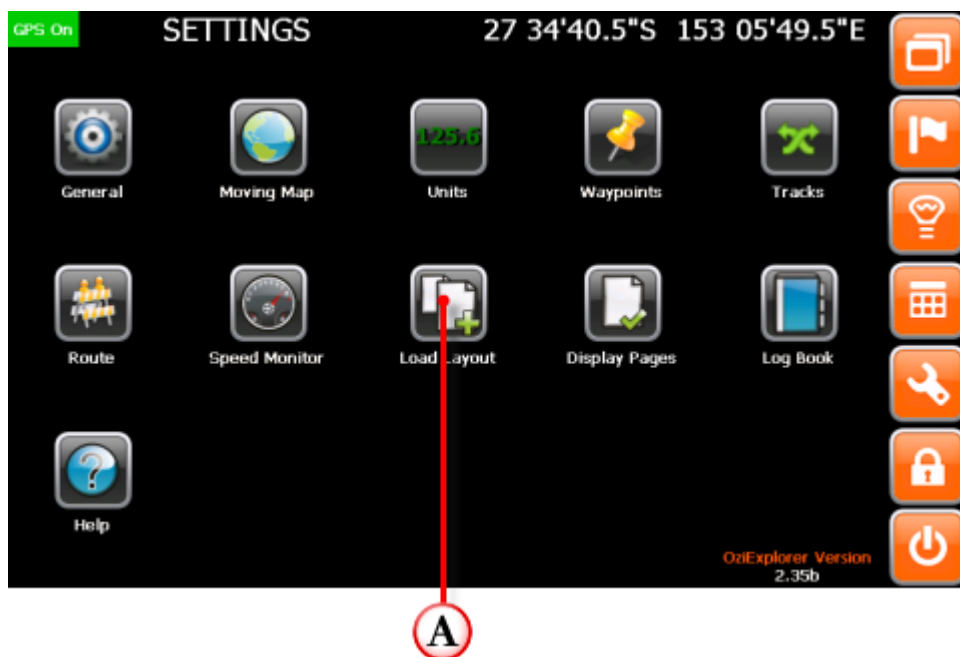 GPS On SETTINGS 27 34'40.5"S 153 05'49.5"E
125.6
General Moving Map Units Waypoints Tracks
Route Speed Monitor Load Layout Display Pages Log Book
?
Help
OziExplorer Version
2.35b
A